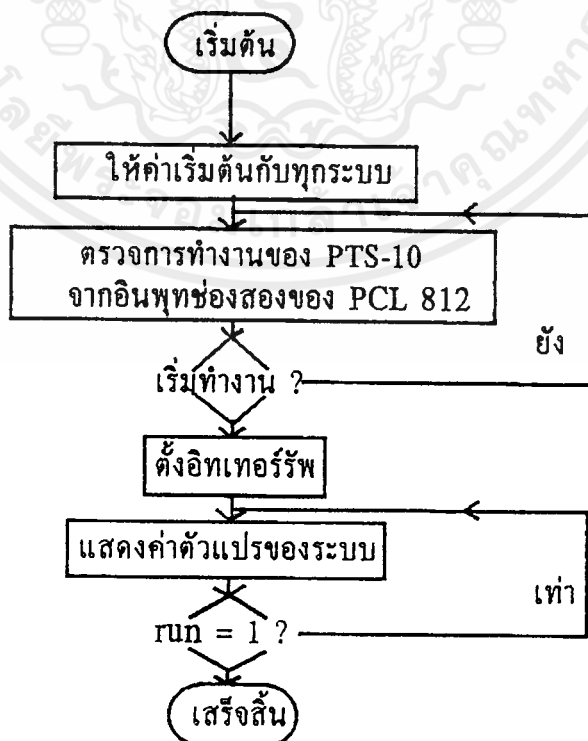 เริ่มต้น
ให้ค่าเริ่มต้นกับทุกระบบ
ตรวจการทำงานของ PTS-10
จากอินพุทช่องสองของ PCL 812
ยัง
เริ่มทำงาน ?
ตั้งอิทเทอร์รัพ
แสดงค่าตัวแปรของระบบ
เท่า
run = 1 ?
เสร็จสิ้น